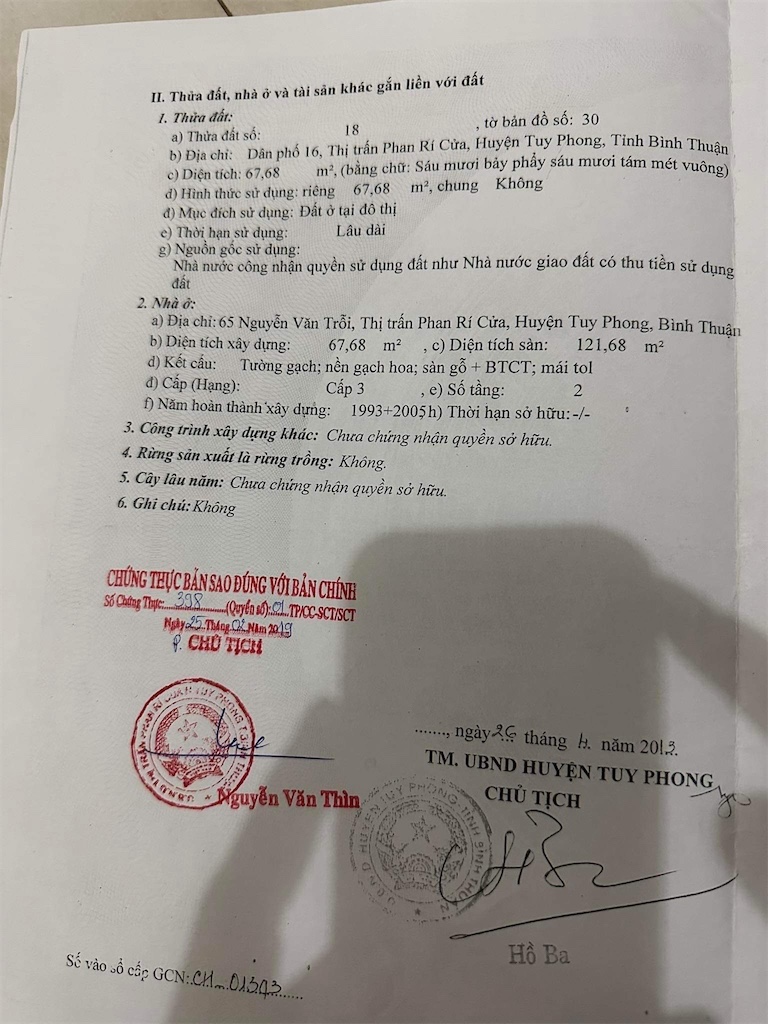 II. Thửa đất, nhà ở và tài sản khác gắn liền với đất
1. Thửa đất:
a) Thửa đất số: 18 , tờ bản đồ số: 30
b) Địa chỉ: Dân phố 16, Thị trấn Phan Rí Cửa, Huyện Tuy Phong, Tỉnh Bình Thuận
c) Diện tích: 67,68 m², (bằng chữ: Sáu mươi bảy phẩy sáu mươi tám mét vuông)
d) Hình thức sử dụng: riêng 67,68 m², chung Không
đ) Mục đích sử dụng: Đất ở tại đô thị
e) Thời hạn sử dụng: Lâu dài
g) Nguồn gốc sử dụng:
Nhà nước công nhận quyền sử dụng đất như Nhà nước giao đất có thu tiền sử dụng
đất
2. Nhà ở:
a) Địa chỉ: 65 Nguyễn Văn Trỗi, Thị trấn Phan Rí Cửa, Huyện Tuy Phong, Bình Thuận
b) Diện tích xây dựng: 67,68 m² , c) Diện tích sàn: 121,68 m²
d) Kết cấu: Tường gạch; nền gạch hoa; sàn gỗ + BTCT; mái tol
đ) Cấp (Hạng): Cấp 3 , e) Số tầng: 2
f) Năm hoàn thành xây dựng: 1993+2005 h) Thời hạn sở hữu: -/-
3. Công trình xây dựng khác: Chưa chứng nhận quyền sở hữu.
4. Rừng sản xuất là rừng trồng: Không.
5. Cây lâu năm: Chưa chứng nhận quyền sở hữu.
6. Ghi chú: Không
CHỨNG THỰC BẢN SAO ĐÚNG VỚI BẢN CHÍNH
Số Chứng Thực:....398........(Quyển số):.01.TP/CC-SCT/SCT
Ngày 25 Tháng 02 Năm 2019
P. CHỦ TỊCH
Nguyễn Văn Thìn
........, ngày 26 tháng năm 2013
TM. UBND HUYỆN TUY PHONG
CHỦ TỊCH
HUYỆN TUY PHONG-TỈNH BÌNH THUẬN
Hồ Ba
Số vào sổ cấp GCN: CH 01373